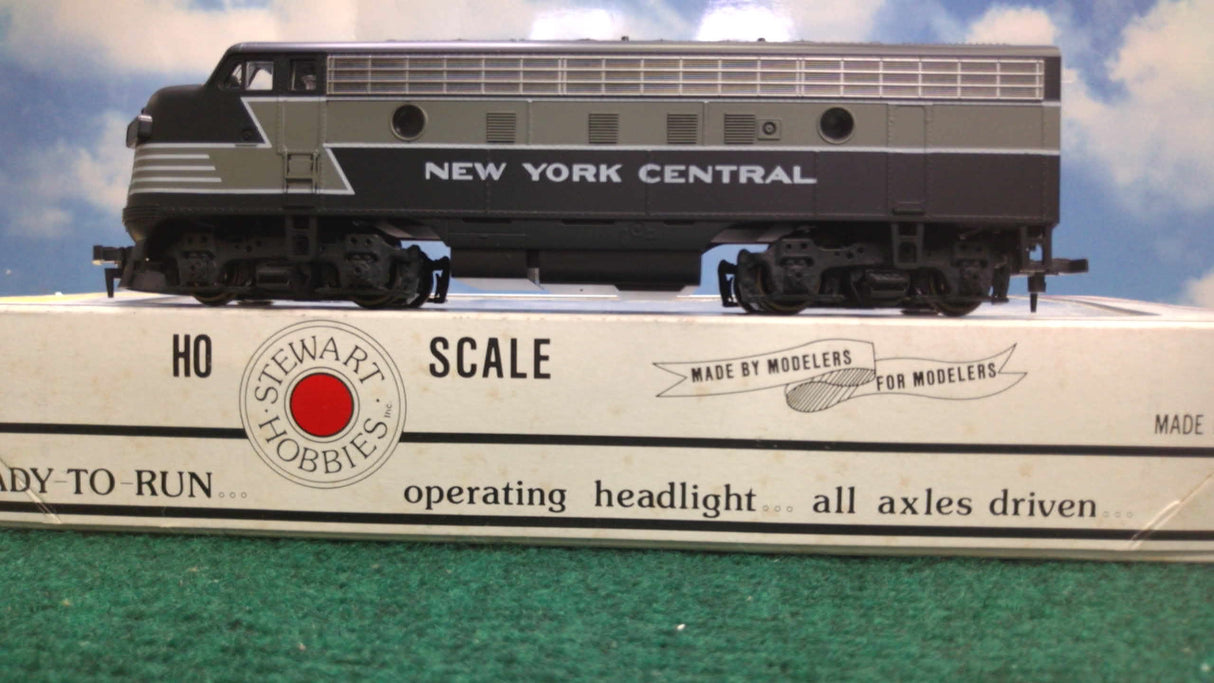 NEW YORK CENTRAL
HO
STEWART HOBBIES Inc.
SCALE
MADE BY MODELERS
FOR MODELERS
MADE
ADY-TO-RUN...
operating headlight... all axles driven...